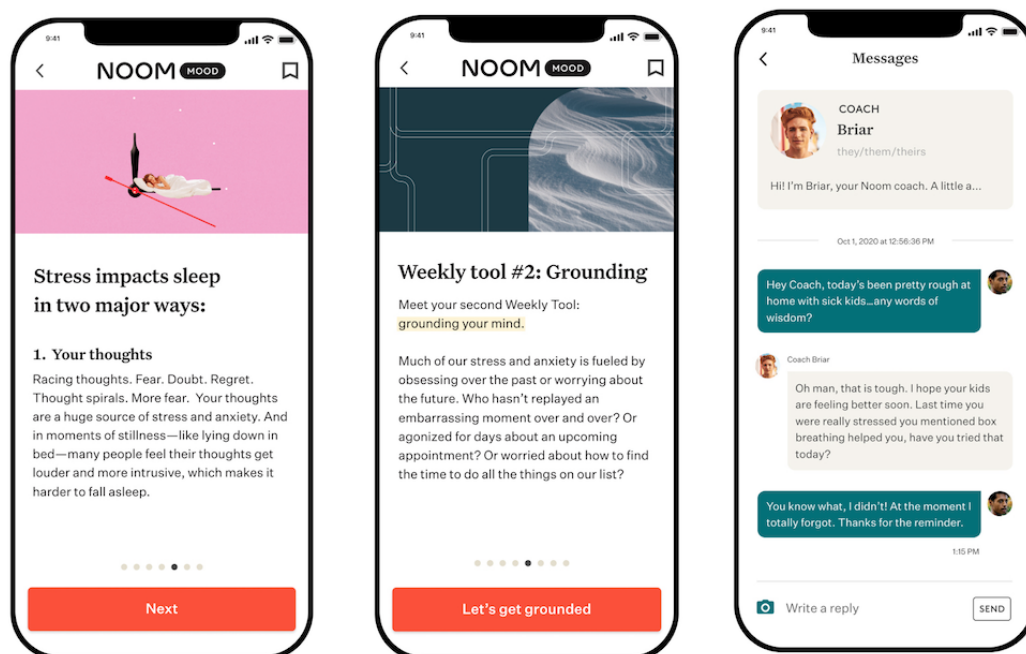 9:41
NOOM MOOD
Stress impacts sleep
in two major ways:
1. Your thoughts
Racing thoughts. Fear. Doubt. Regret.
Thought spirals. More fear. Your thoughts
are a huge source of stress and anxiety. And
in moments of stillness—like lying down in
bed—many people feel their thoughts get
louder and more intrusive, which makes it
harder to fall asleep.
Next
9:41
NOOM MOOD
Weekly tool #2: Grounding
Meet your second Weekly Tool:
grounding your mind.
Much of our stress and anxiety is fueled by
obsessing over the past or worrying about
the future. Who hasn't replayed an
embarrassing moment over and over? Or
agonized for days about an upcoming
appointment? Or worried about how to find
the time to do all the things on our list?
Let's get grounded
9:41
Messages
COACH
Briar
they/them/theirs
Hi! I'm Briar, your Noom coach. A little a...
Oct 1, 2020 at 12:56:36 PM
Hey Coach, today's been pretty rough at
home with sick kids...any words of
wisdom?
Coach Briar
Oh man, that is tough. I hope your kids
are feeling better soon. Last time you
were really stressed you mentioned box
breathing helped you, have you tried that
today?
You know what, I didn't! At the moment I
totally forgot. Thanks for the reminder.
1:15 PM
Write a reply
SEND